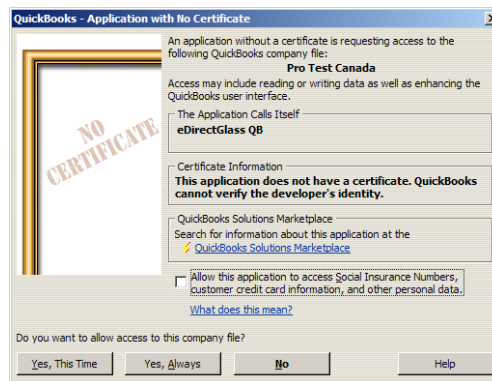 QuickBooks - Application with No Certificate
An application without a certificate is requesting access to the
following QuickBooks company file:
Pro Test Canada
Access may include reading or writing data as well as enhancing the
QuickBooks user interface.
The Application Calls Itself
eDirectGlass QB
NO
CERTIFICATE
Certificate Information
This application does not have a certificate. QuickBooks
cannot verify the developer's identity.
QuickBooks Solutions Marketplace
Search for information about this application at the
QuickBooks Solutions Marketplace
Allow this application to access Social Insurance Numbers,
customer credit card information, and other personal data.
What does this mean?
Do you want to allow access to this company file?
Yes, This Time
Yes, Always
No
Help